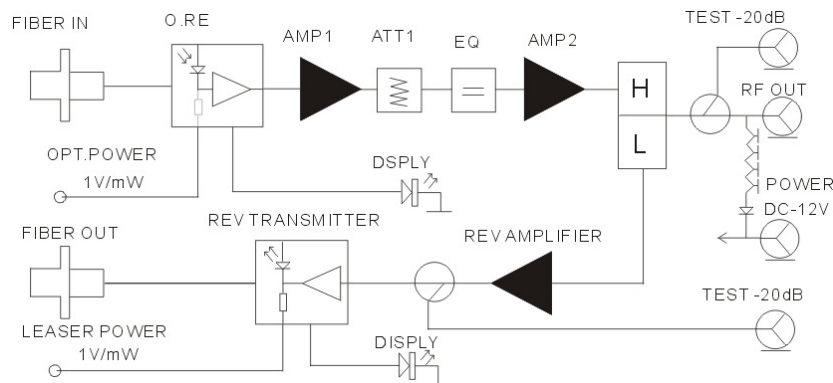 FIBER IN
O.RE
AMP1
ATT1
EQ
AMP2
TEST -20dB
H
L
RF OUT
OPT.POWER
1V/mW
DSPLY
POWER
DC-12V
FIBER OUT
REV TRANSMITTER
REV AMPLIFIER
TEST -20dB
LEASER POWER
1V/mW
DISPLY